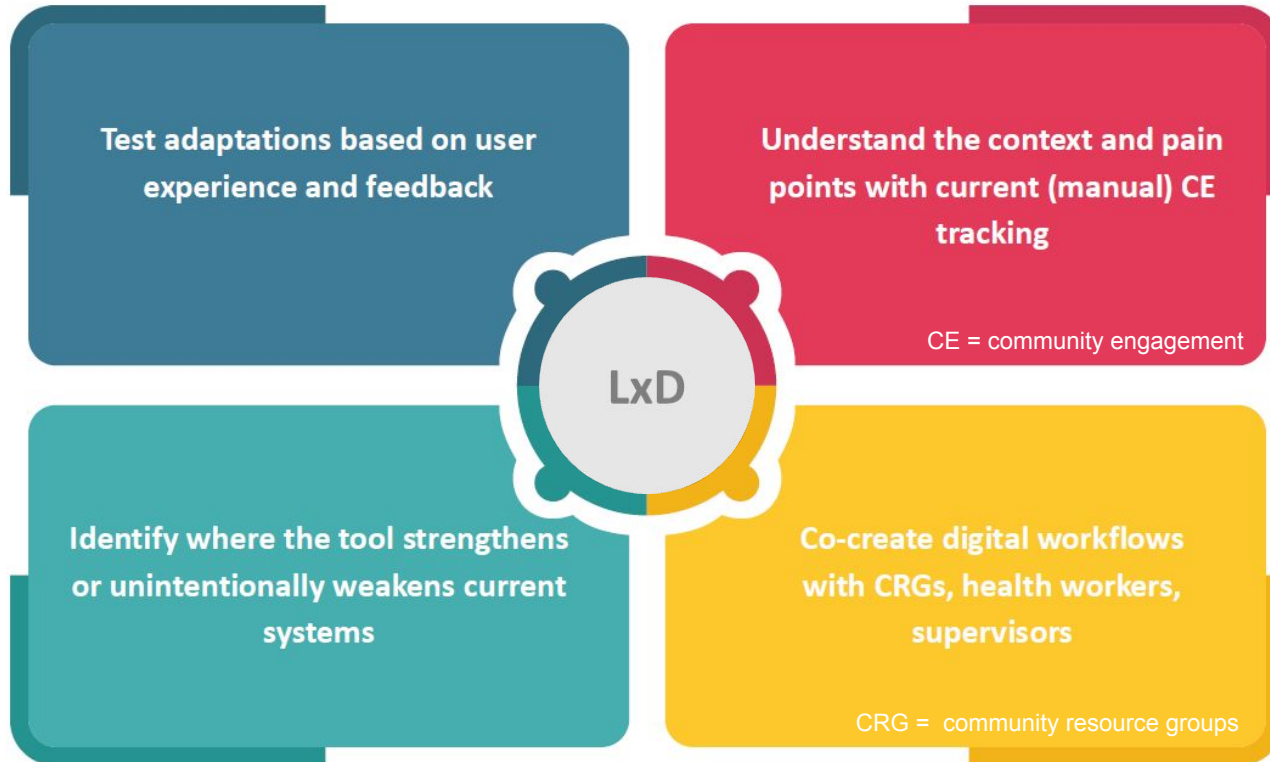 Test adaptations based on user
experience and feedback
Understand the context and pain
points with current (manual) CE
tracking
CE = community engagement
LxD
Identify where the tool strengthens
or unintentionally weakens current
systems
Co-create digital workflows
with CRGs, health workers,
supervisors
CRG = community resource groups